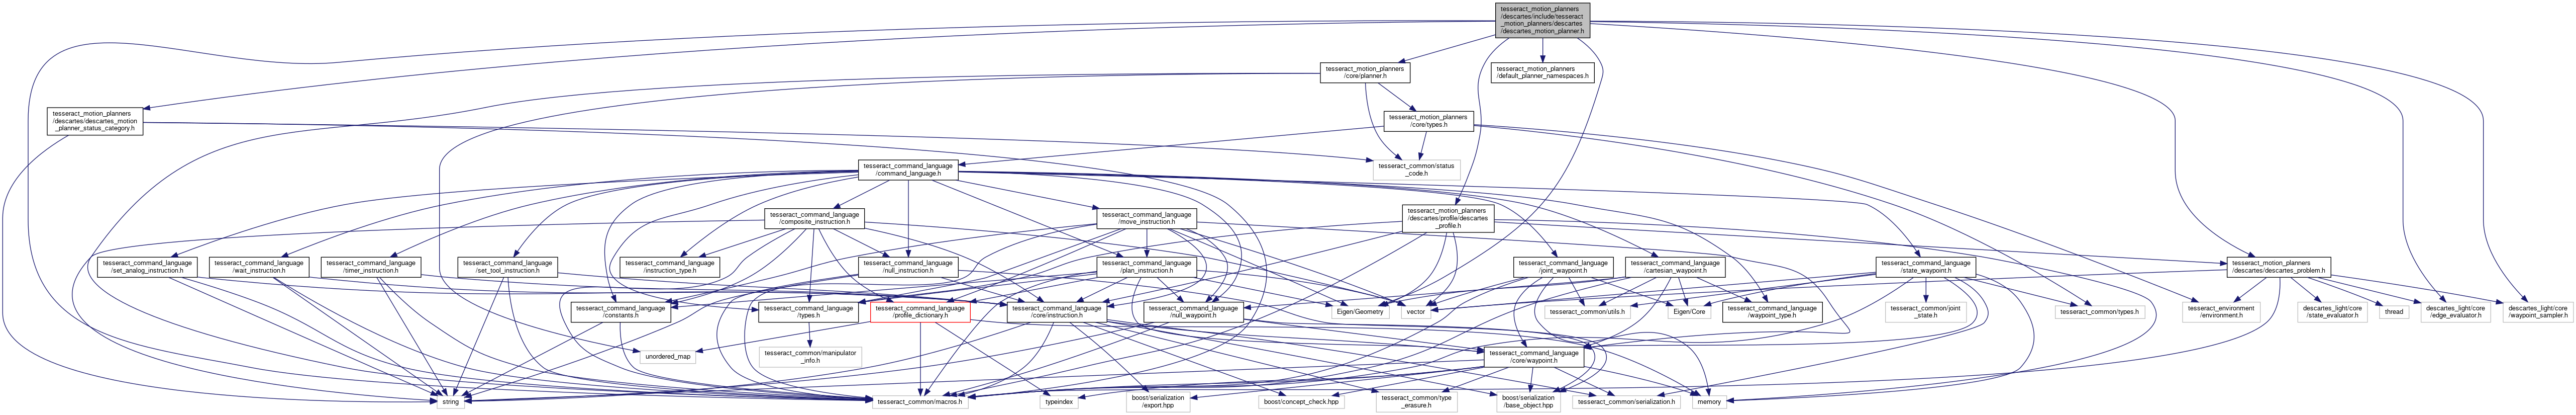 tesseract_motion_planners
/descartes/include/tesseract
_motion_planners/descartes
/descartes_motion_planner.h
tesseract_motion_planners
/core/planner.h
tesseract_motion_planners
/default_planner_namespaces.h
tesseract_motion_planners
/descartes/descartes_motion
_planner_status_category.h
tesseract_motion_planners
/core/types.h
tesseract_command_language
/command_language.h
tesseract_common/status
_code.h
tesseract_command_language
/composite_instruction.h
tesseract_command_language
/move_instruction.h
tesseract_motion_planners
/descartes/profile/descartes
_profile.h
tesseract_command_language
/set_analog_instruction.h
tesseract_command_language
/wait_instruction.h
tesseract_command_language
/timer_instruction.h
tesseract_command_language
/set_tool_instruction.h
tesseract_command_language
/instruction_type.h
tesseract_command_language
/null_instruction.h
tesseract_command_language
/plan_instruction.h
tesseract_command_language
/joint_waypoint.h
tesseract_command_language
/cartesian_waypoint.h
tesseract_command_language
/state_waypoint.h
tesseract_motion_planners
/descartes/descartes_problem.h
tesseract_command_language
/constants.h
tesseract_command_language
/types.h
tesseract_command_language
/profile_dictionary.h
tesseract_command_language
/core/instruction.h
tesseract_command_language
/null_waypoint.h
Eigen/Geometry
vector
tesseract_common/utils.h
Eigen/Core
tesseract_command_language
/waypoint_type.h
tesseract_common/joint
_state.h
tesseract_common/types.h
tesseract_environment
/environment.h
descartes_light/core
/state_evaluator.h
thread
descartes_light/core
/edge_evaluator.h
descartes_light/core
/waypoint_sampler.h
unordered_map
tesseract_common/manipulator
_info.h
tesseract_command_language
/core/waypoint.h
string
tesseract_common/macros.h
typeindex
boost/serialization
/export.hpp
boost/concept_check.hpp
tesseract_common/type
_erasure.h
boost/serialization
/base_object.hpp
tesseract_common/serialization.h
memory